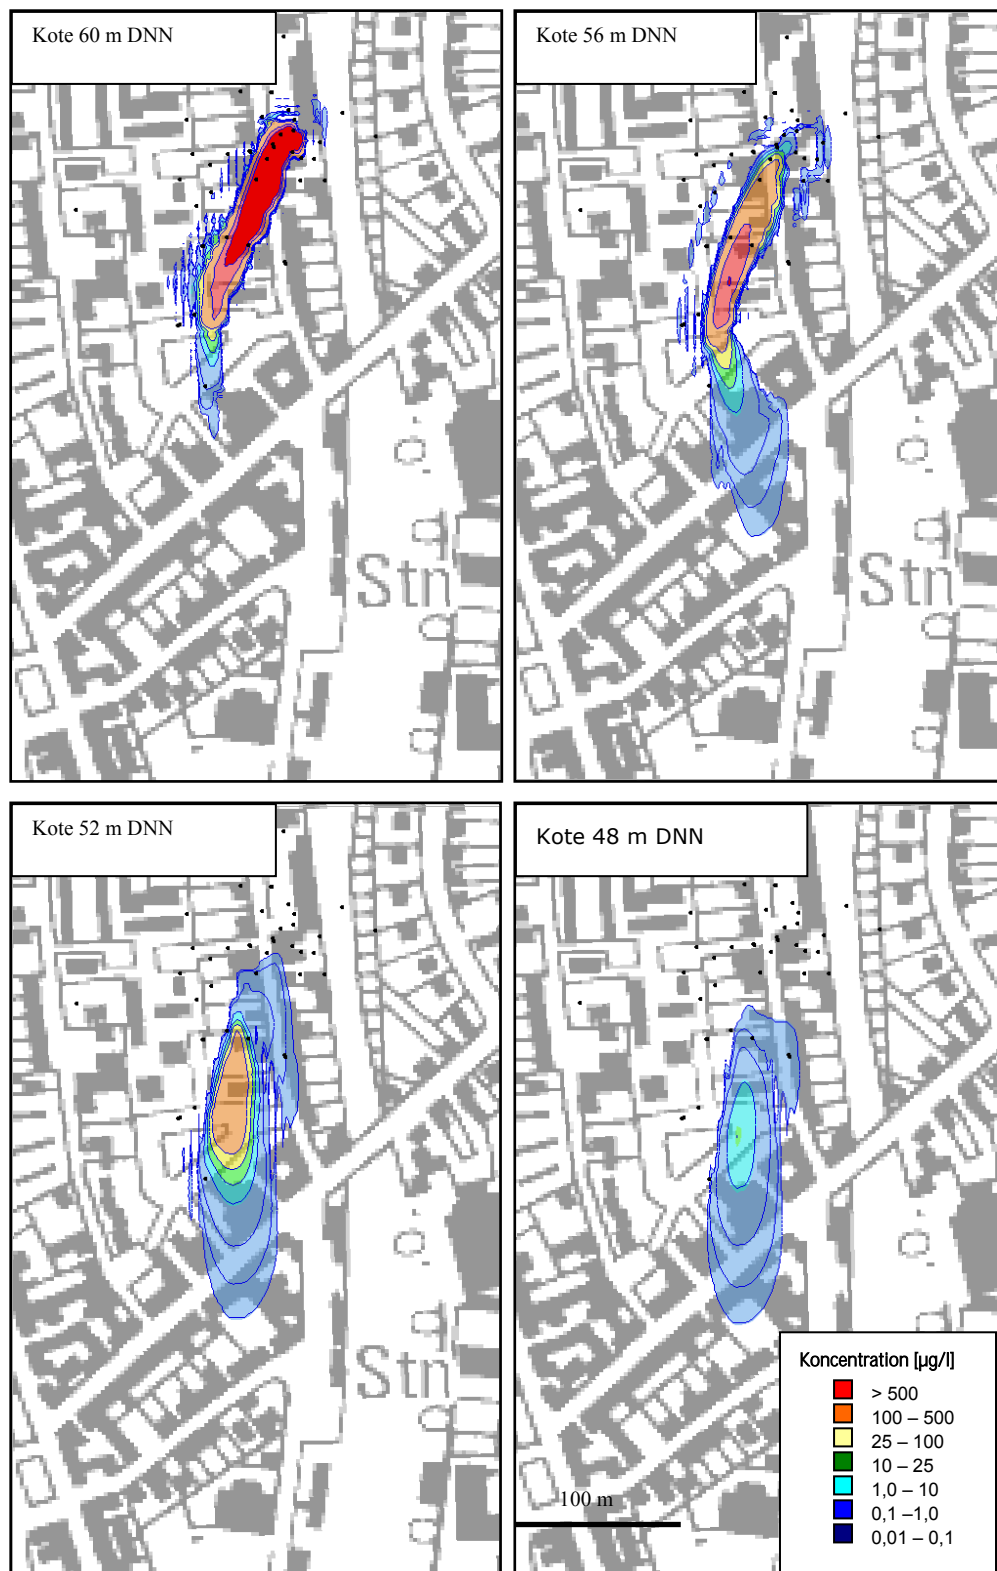 Kote 60 m DNN
Kote 56 m DNN
Stn
Stn
Kote 52 m DNN
Kote 48 m DNN
Stn
Koncentration [µg/l]
> 500
100 – 500
25 – 100
10 – 25
1,0 – 10
0,1 –1,0
0,01 – 0,1
100 m